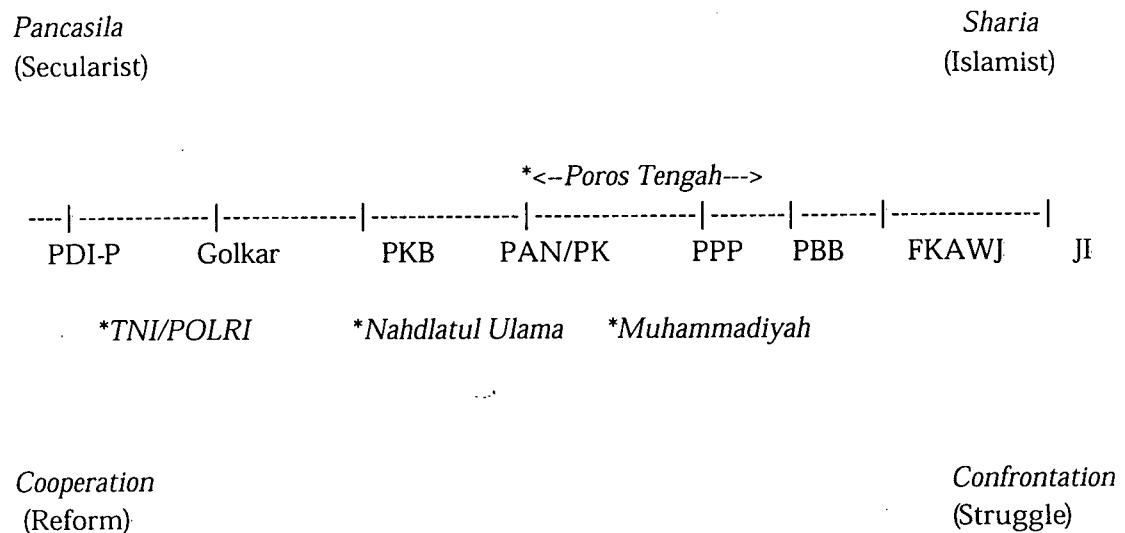 Pancasila Sharia
(Secularist) (Islamist)
*<--Poros Tengah--->
----|--------------|---------------|----------------|------------------|---------|---------|----------------|
PDI-P Golkar PKB PAN/PK PPP PBB FKAWJ JI
*TNI/POLRI *Nahdlatul Ulama *Muhammadiyah
Cooperation Confrontation
(Reform) (Struggle)